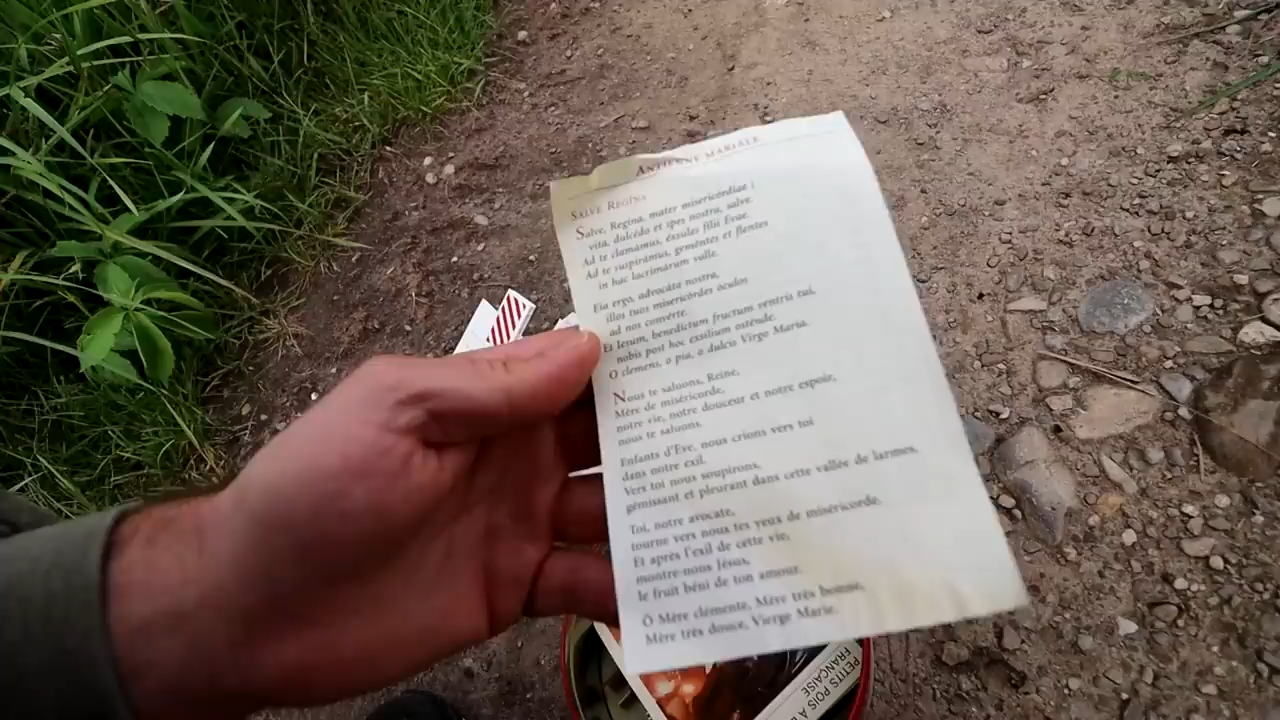 ANTIENNE MARIALE
SALVE REGINA
Salve, Regína, mater misericórdiae ;
vita, dulcédo et spes nostra, salve.
Ad te clamámus, éxsules fílii Evae.
Ad te suspirámus, geméntes et flentes
in hac lacrimárum valle.
Eia ergo, advocáta nostra,
illos tuos misericórdes óculos
ad nos convérte.
Et Iesum, benedíctum fructum ventris tui,
nobis post hoc exsílium osténde.
O clemens, o pia, o dulcis Virgo Maria.
Nous te saluons, Reine,
Mère de miséricorde,
notre vie, notre douceur et notre espoir,
nous te saluons.
Enfants d'Eve, nous crions vers toi
dans notre exil.
Vers toi nous soupirons,
gémissant et pleurant dans cette vallée de larmes.
Toi, notre avocate,
tourne vers nous tes yeux de miséricorde.
Et après l'exil de cette vie,
montre-nous Jésus,
le fruit béni de ton amour.
Ô Mère clémente, Mère très bonne,
Mère très douce, Vierge Marie.
PETITS POIS À
FRANÇAISE